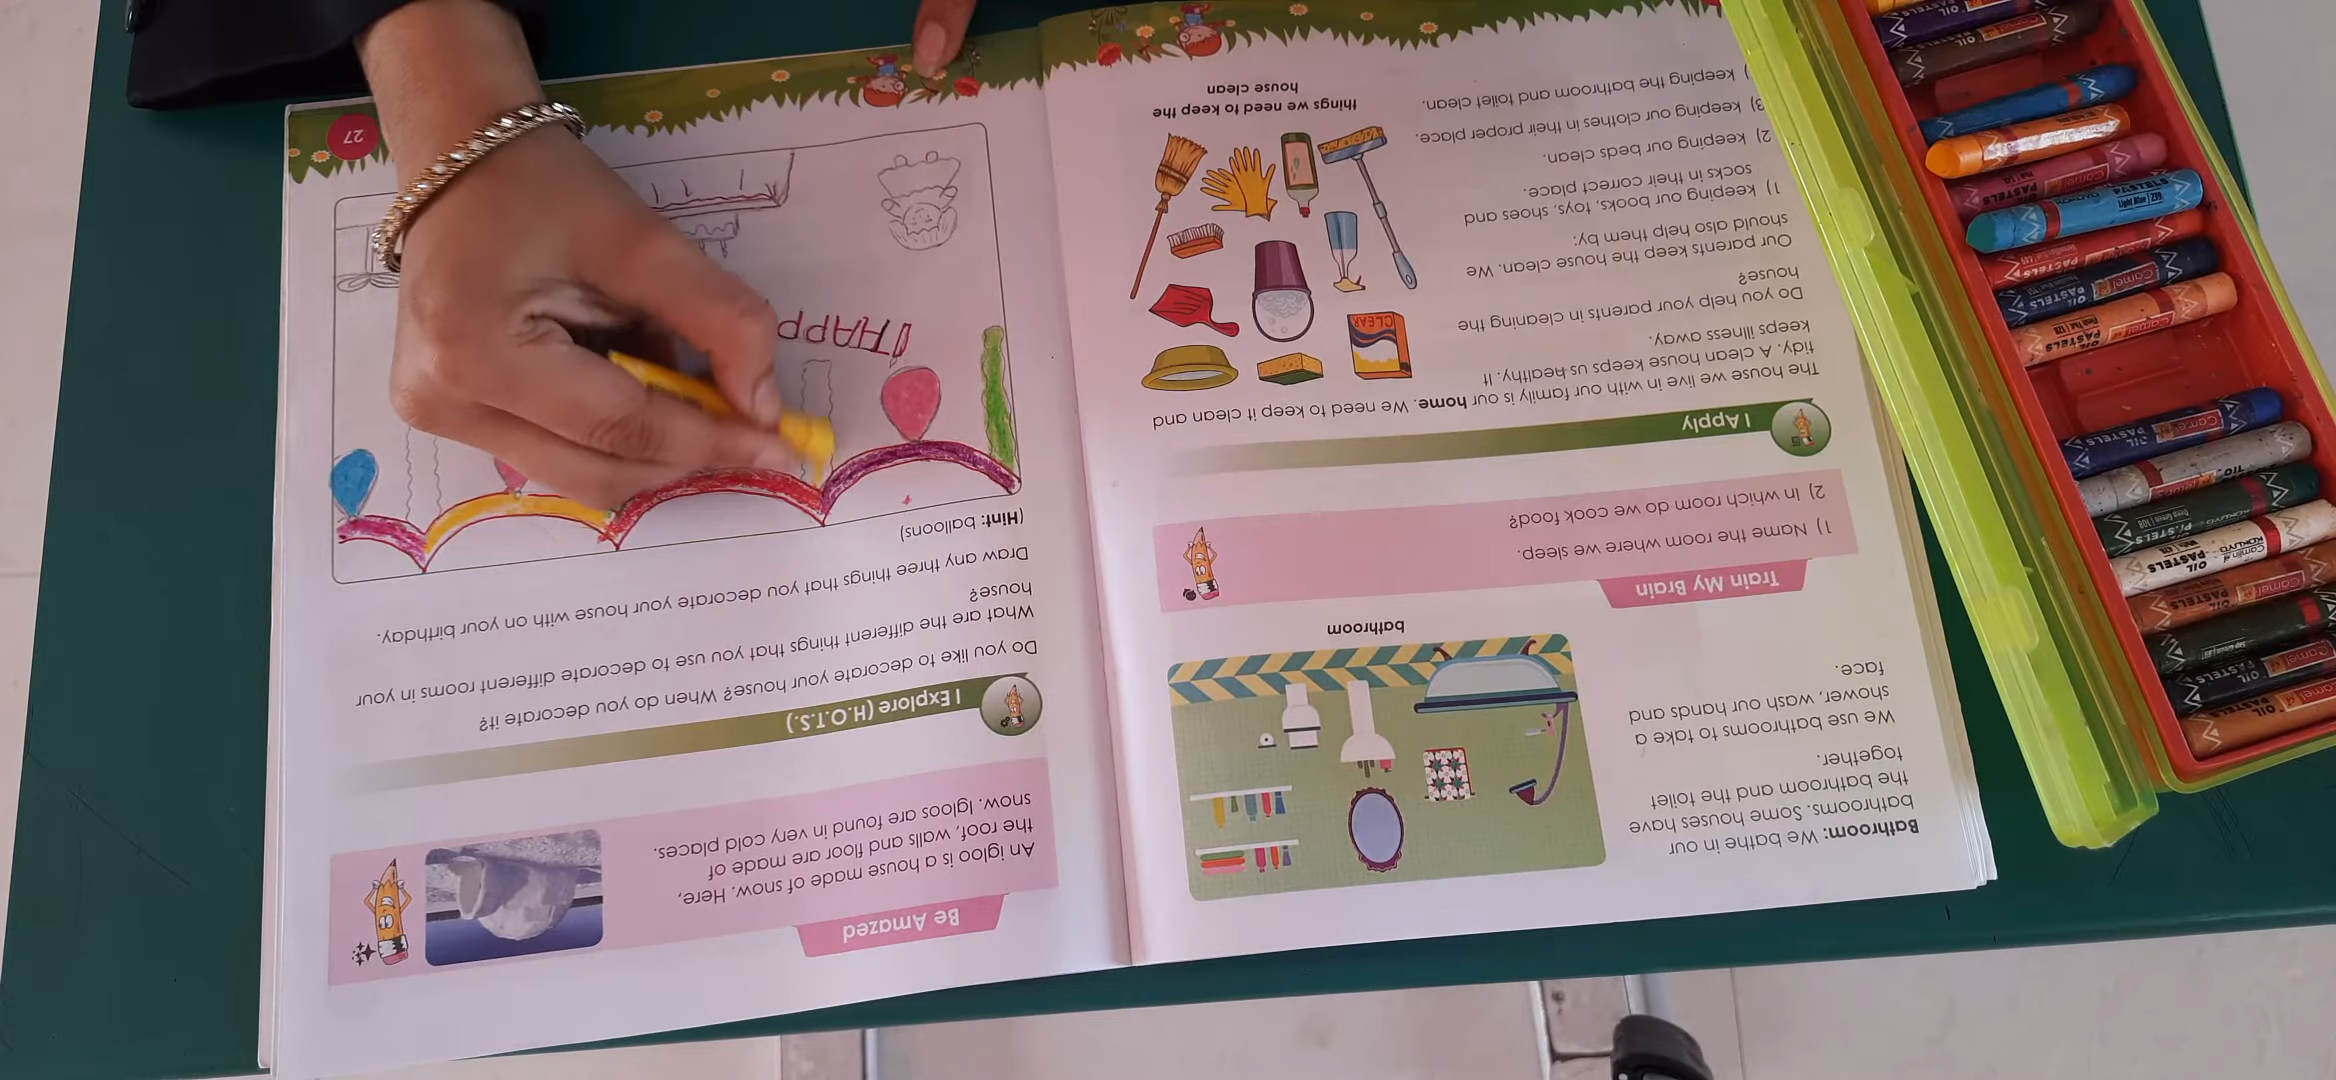 Bathroom: We bathe in our
bathrooms. Some houses have
the bathroom and the toilet
together.
We use bathrooms to take a
shower, wash our hands and
face.
bathroom
Train My Brain
1) Name the room where we sleep.
2) In which room do we cook food?
I Apply
The house we live in with our family is our home. We need to keep it clean and
tidy. A clean house keeps us healthy. It
keeps illness away.
Do you help your parents in cleaning the
house?
Our parents keep the house clean. We
should also help them by:
1) keeping our books, toys, shoes and
socks in their correct place.
2) keeping our beds clean.
3) keeping our clothes in their proper place.
) keeping the bathroom and toilet clean.
CLEAR
things we need to keep the
house clean
Be Amazed
An igloo is a house made of snow. Here,
the roof, walls and floor are made of
snow. Igloos are found in very cold places.
I Explore (H.O.T.S.)
Do you like to decorate your house? When do you decorate it?
What are the different things that you use to decorate different rooms in your
house?
Draw any three things that you decorate your house with on your birthday.
(Hint: balloons)
HAPP
27
OIL PASTELS
Camel
Light Blue | 239